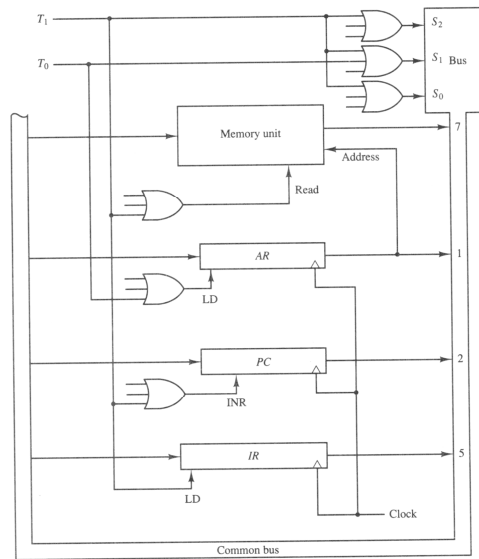 T1
S2
T0
S1
Bus
S0
Memory unit
7
Address
Read
AR
1
LD
PC
2
INR
IR
5
LD
Clock
Common bus